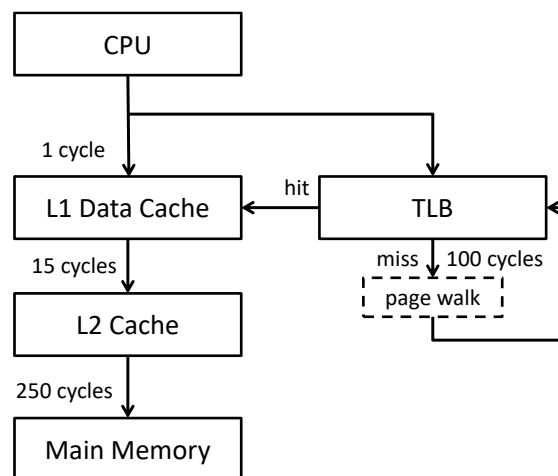 CPU
1 cycle
hit
L1 Data Cache
TLB
15 cycles
miss
100 cycles
page walk
L2 Cache
250 cycles
Main Memory